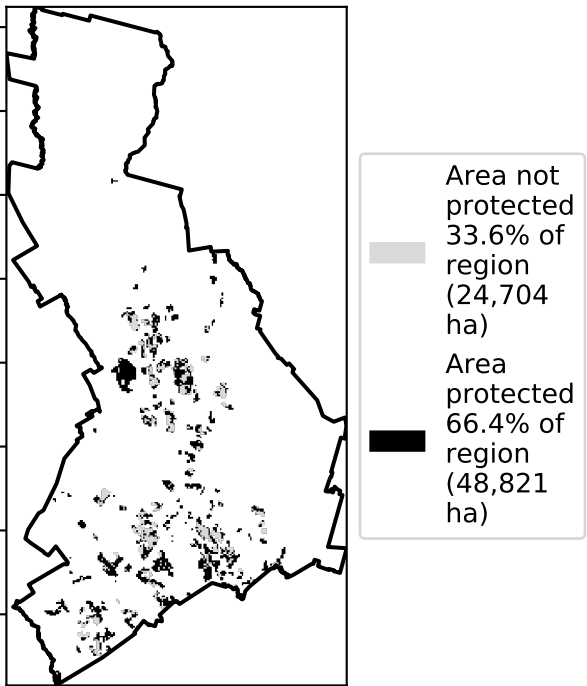 Area not
protected
33.6% of
region
(24,704
ha)
Area
protected
66.4% of
region
(48,821
ha)